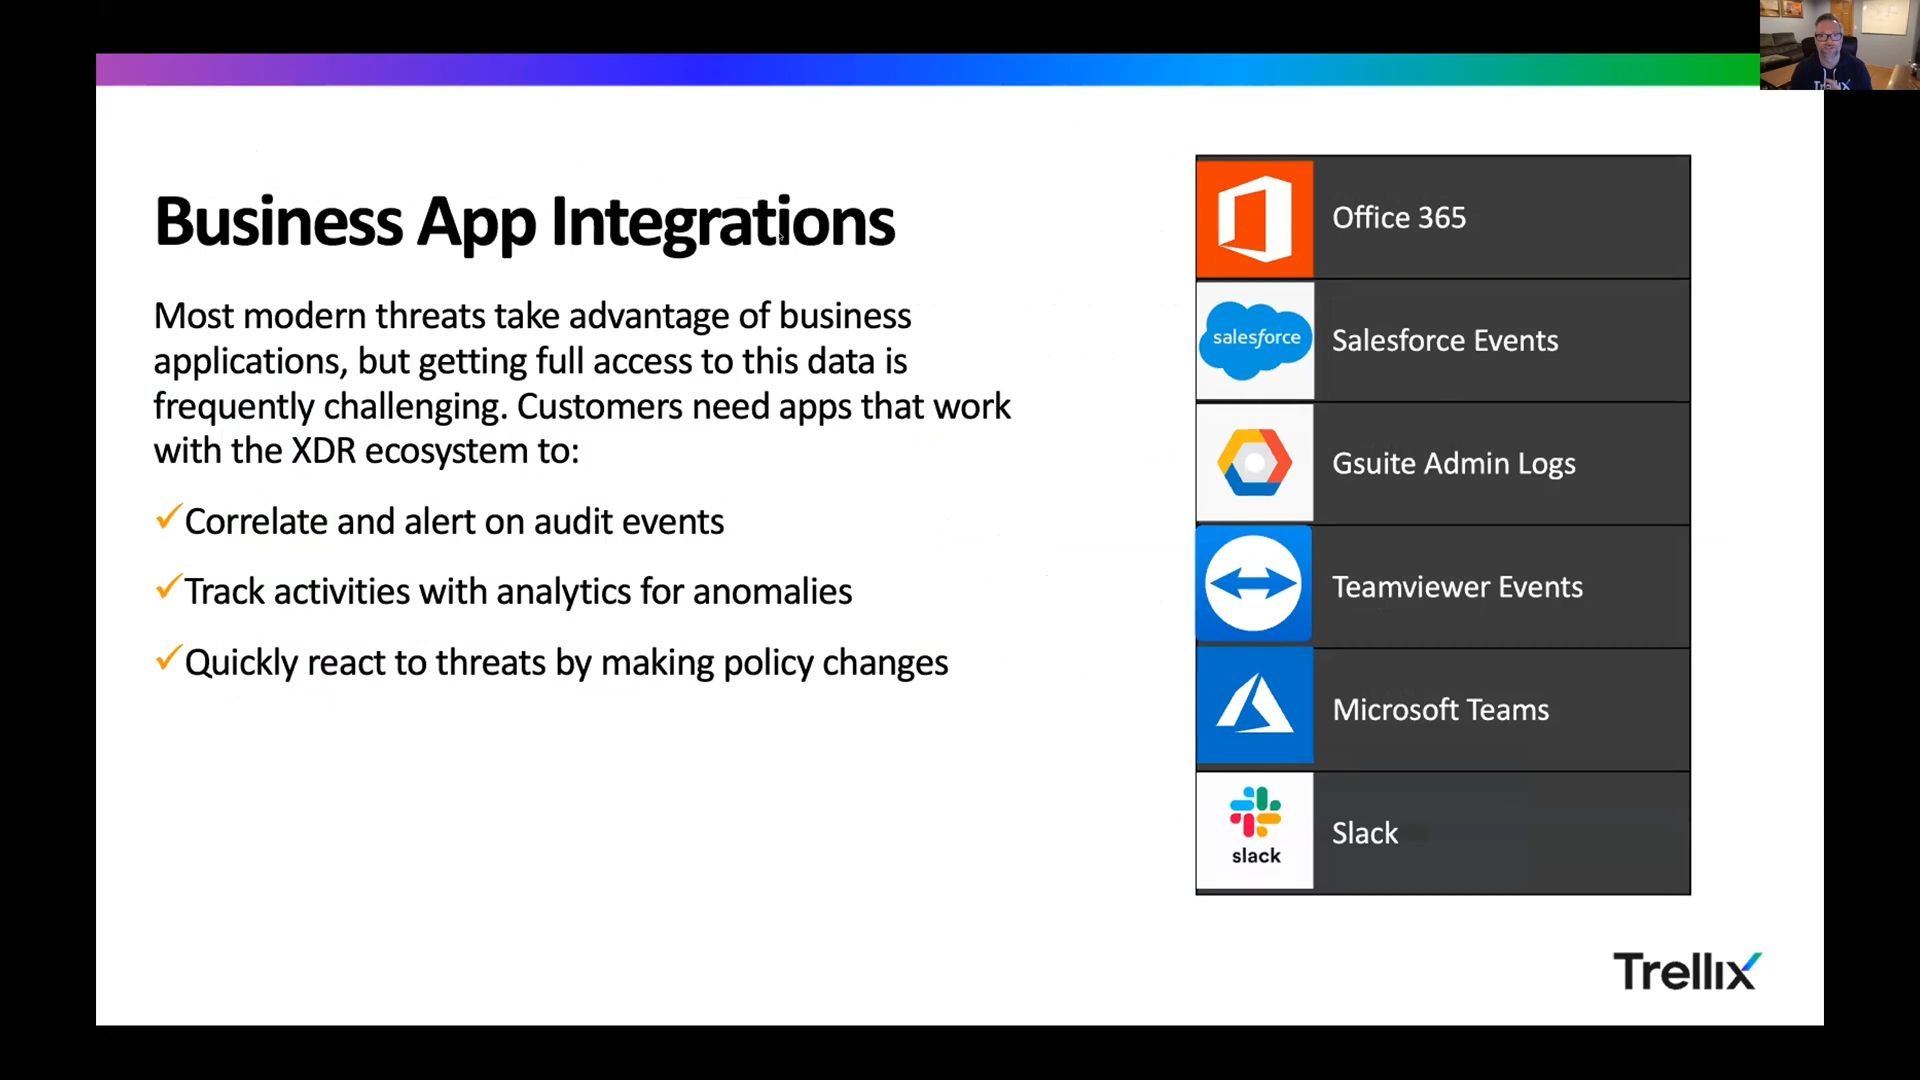 Business App Integrations
Most modern threats take advantage of business
applications, but getting full access to this data is
frequently challenging. Customers need apps that work
with the XDR ecosystem to:
Correlate and alert on audit events
Track activities with analytics for anomalies
Quickly react to threats by making policy changes
Office 365
salesforce
Salesforce Events
Gsuite Admin Logs
Teamviewer Events
Microsoft Teams
slack
Slack
Trellix
Trellix